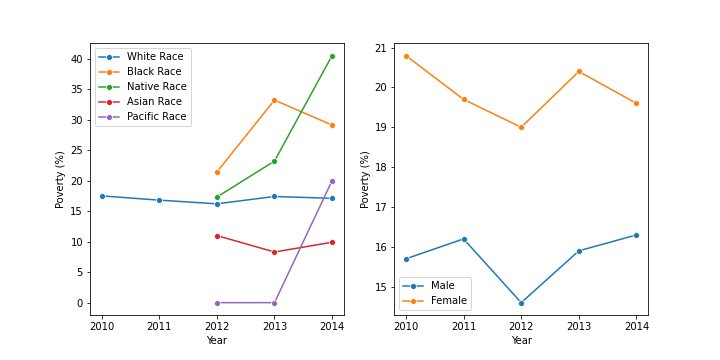 40
35
30
25
20
15
10
5
0
Poverty (%)
White Race
Black Race
Native Race
Asian Race
Pacific Race
2010 2011 2012 2013 2014
Year
21
20
19
18
17
16
15
Poverty (%)
Male
Female
2010 2011 2012 2013 2014
Year